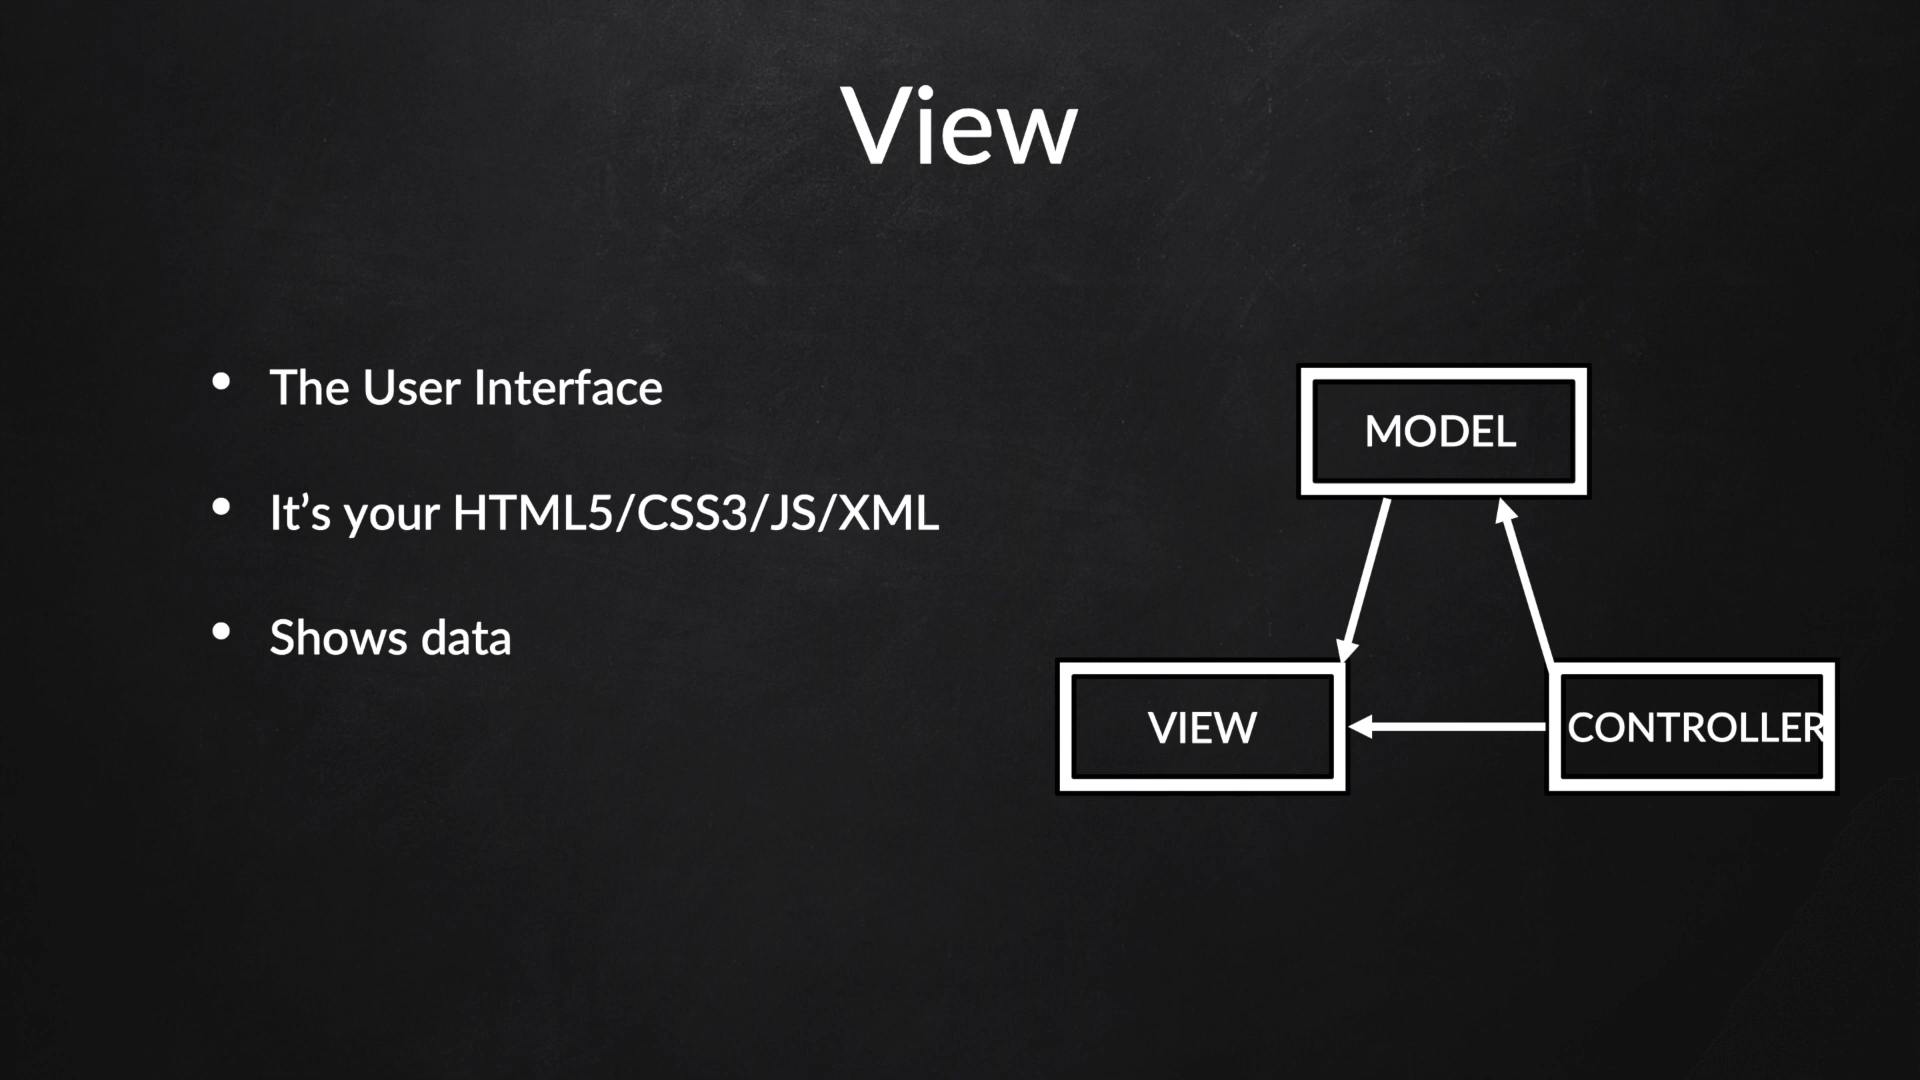 View
• The User Interface
• It’s your HTML5/CSS3/JS/XML
• Shows data
MODEL
VIEW
CONTROLLER